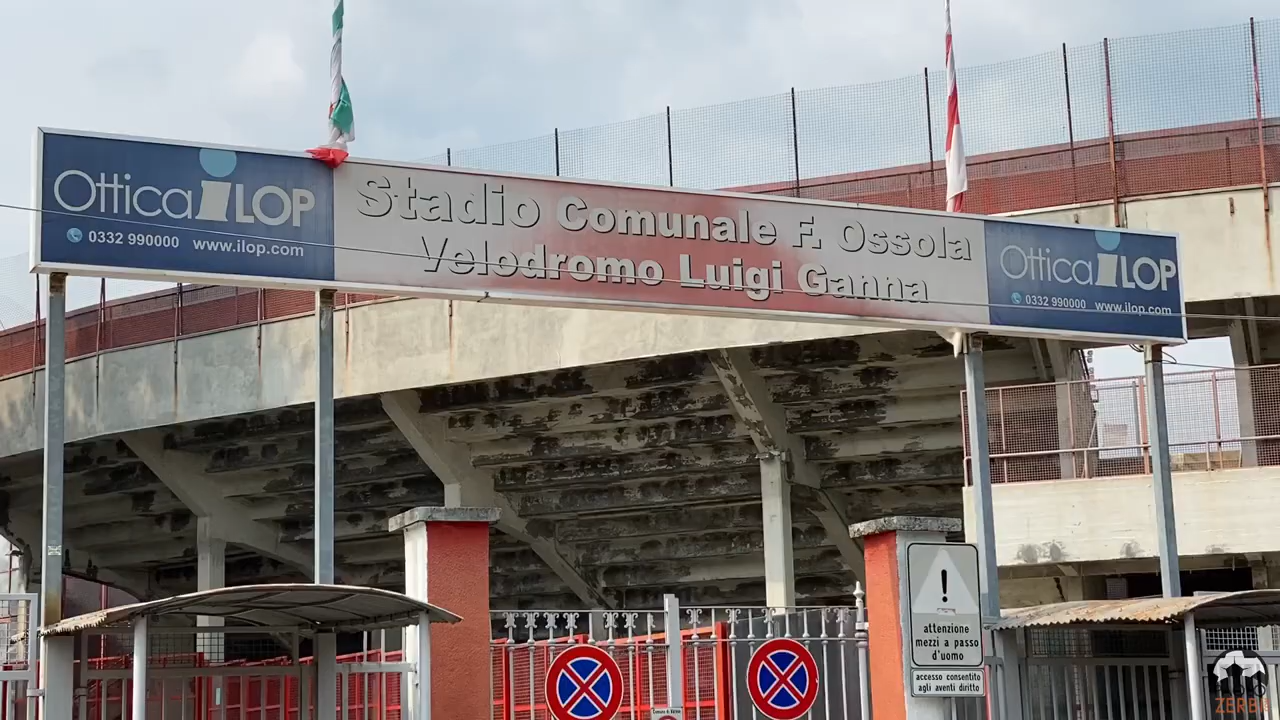 Ottica iLOP
0332 990000 www.ilop.com
Stadio Comunale F. Ossola
Velodromo Luigi Ganna
Ottica iLOP
0332 990000 www.ilop.com
!
attenzione
mezzi a passo
d'uomo
accesso consentito
agli aventi diritto
ZERB